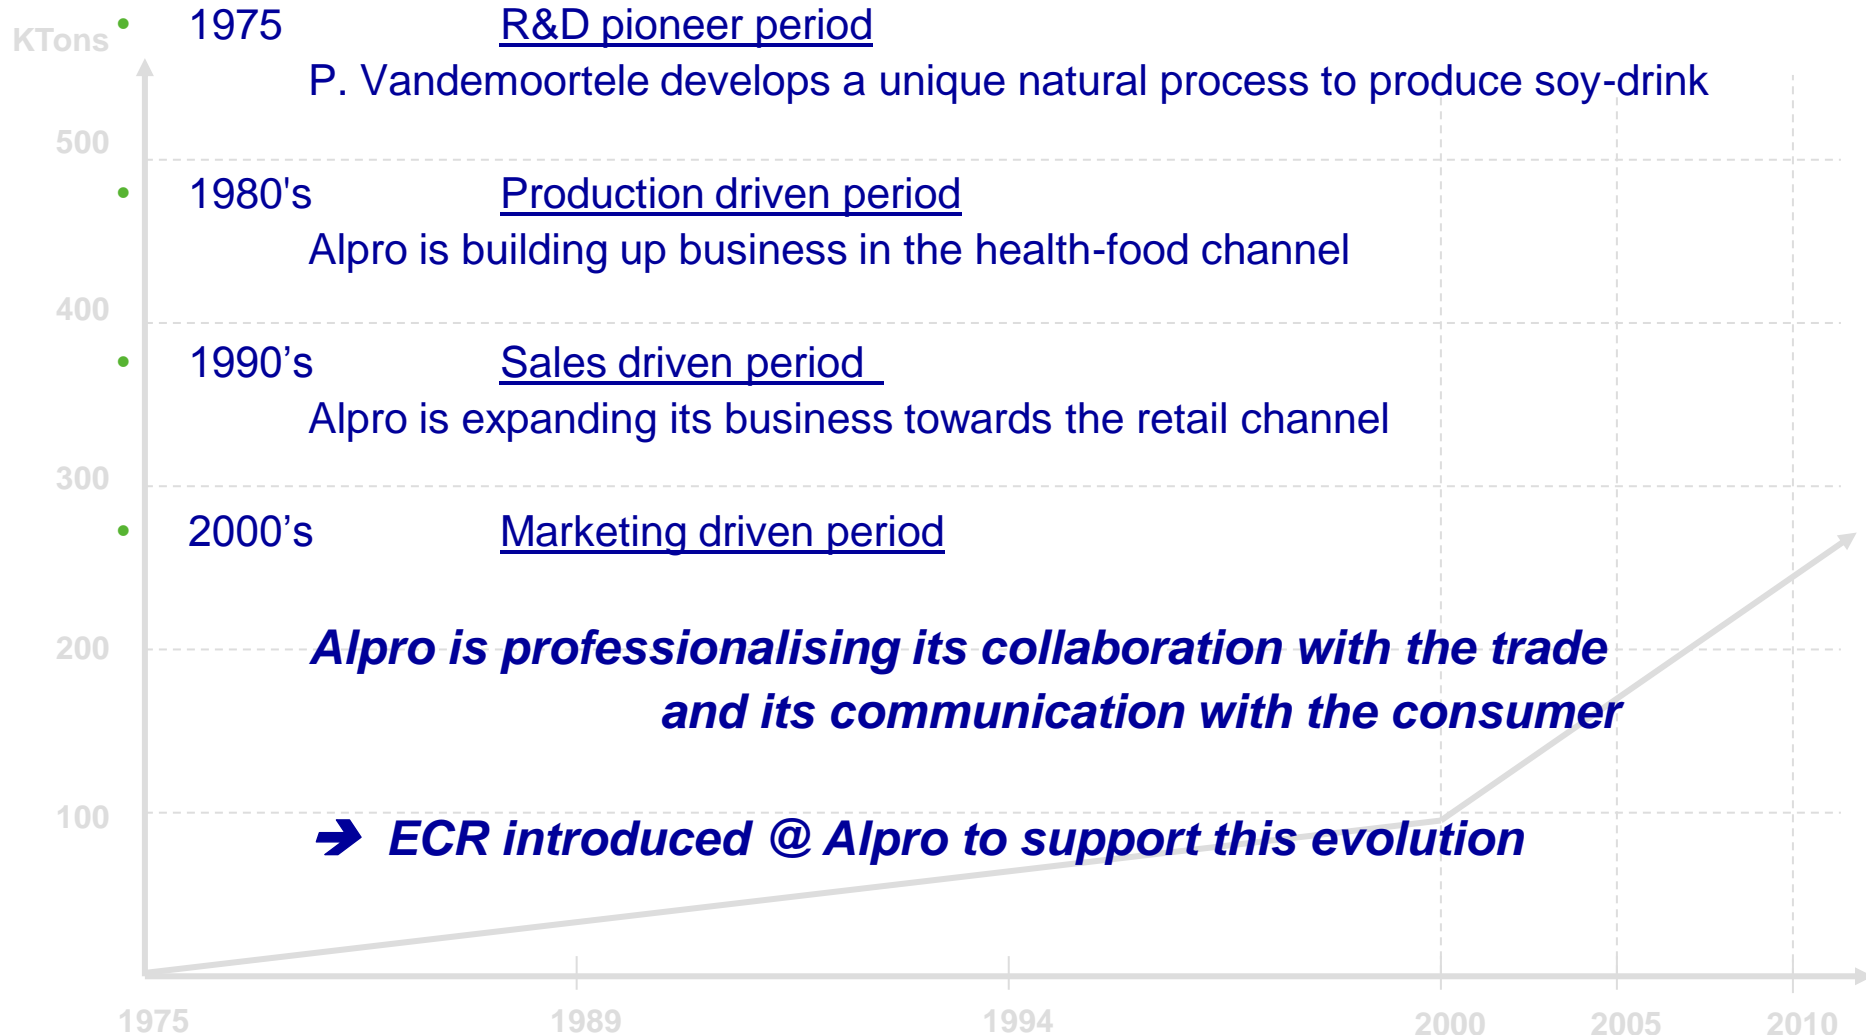 KTons
• 1975 R&D pioneer period
P. Vandemoortele develops a unique natural process to produce soy-drink
500
• 1980's Production driven period
Alpro is building up business in the health-food channel
400
• 1990’s Sales driven period
Alpro is expanding its business towards the retail channel
300
• 2000’s Marketing driven period
200
Alpro is professionalising its collaboration with the trade
and its communication with the consumer
100
➔ ECR introduced @ Alpro to support this evolution
1975 1989 1994 2000 2005 2010